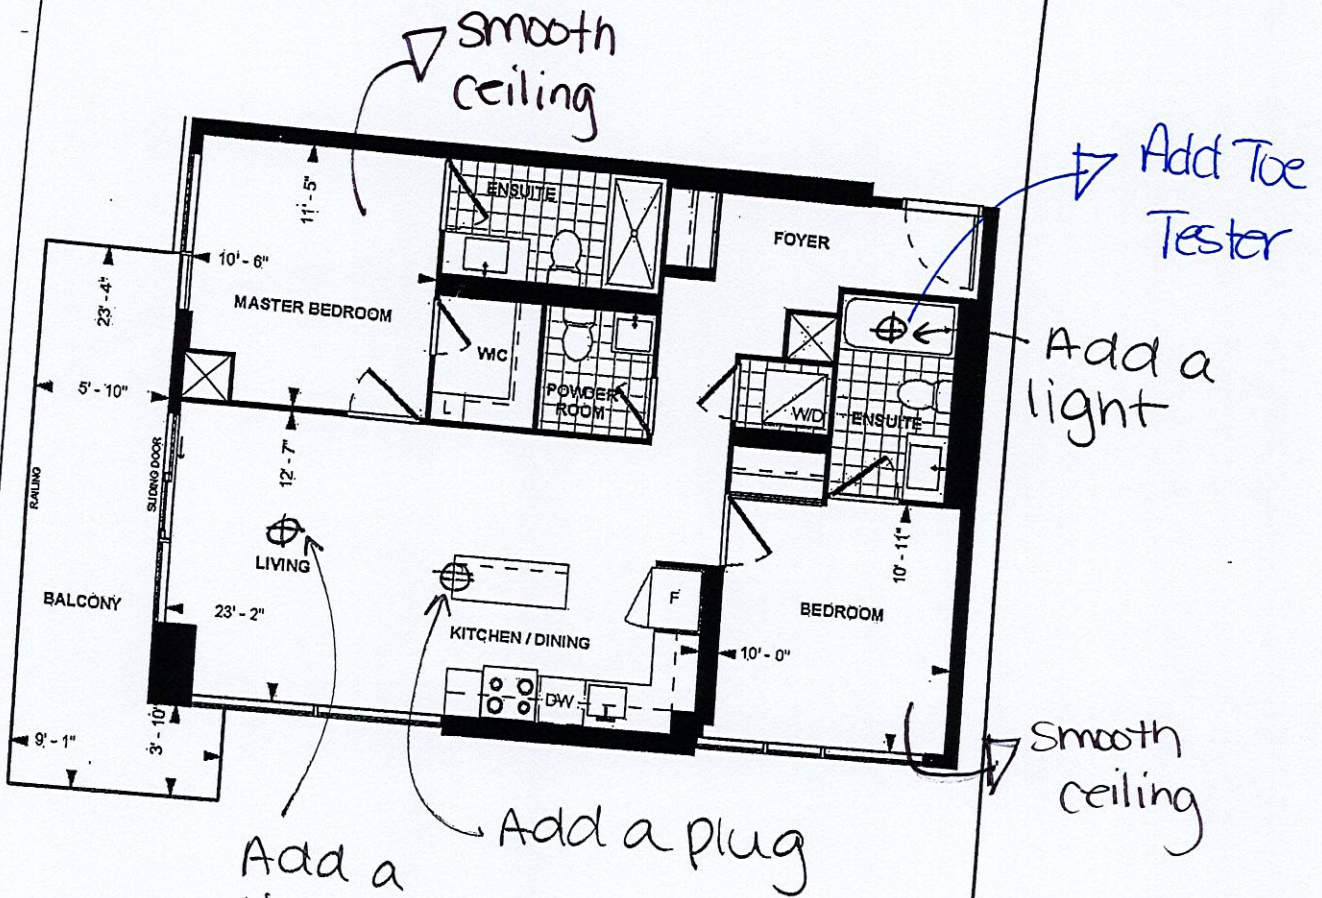 smooth
ceiling
Add Toe
Tester
Add a
light
11' - 5"
ENSUITE
FOYER
10' - 6"
23' - 4"
MASTER BEDROOM
WIC
5' - 10"
POWDER
ROOM
L
W/D
ENSUITE
12' - 7"
RAILING
SLIDING DOOR
10' - 11"
LIVING
BALCONY
23' - 2"
F
BEDROOM
KITCHEN / DINING
10' - 0"
DW
9' - 1"
3' - 10"
smooth
ceiling
Add a plug
Add a